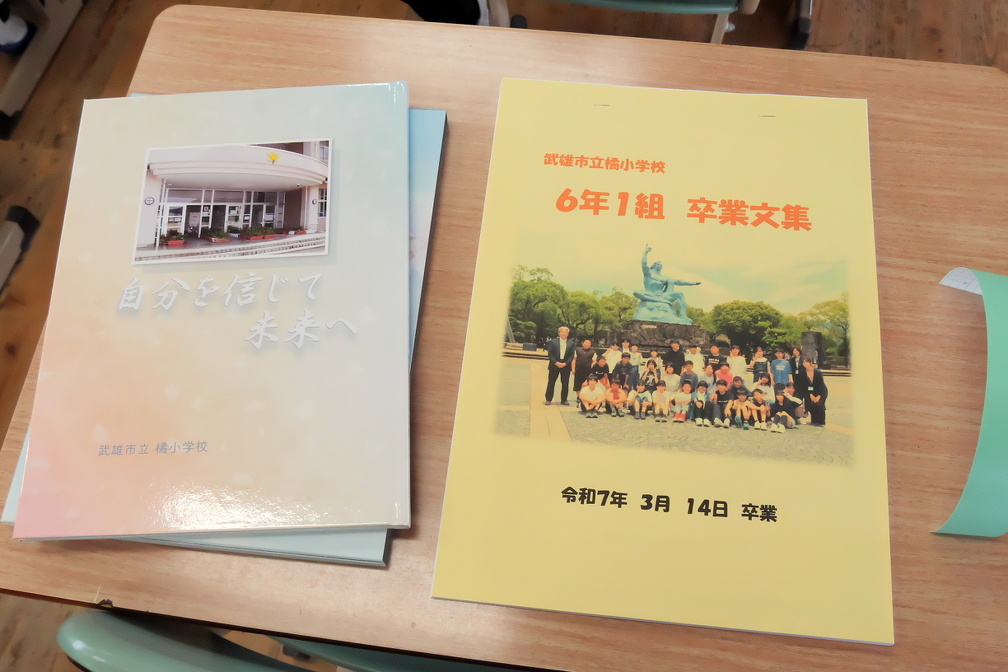 自分を信じて
未来へ
武雄市立 橘小学校
武雄市立橘小学校
6年1組 卒業文集
令和7年 3月 14日 卒業